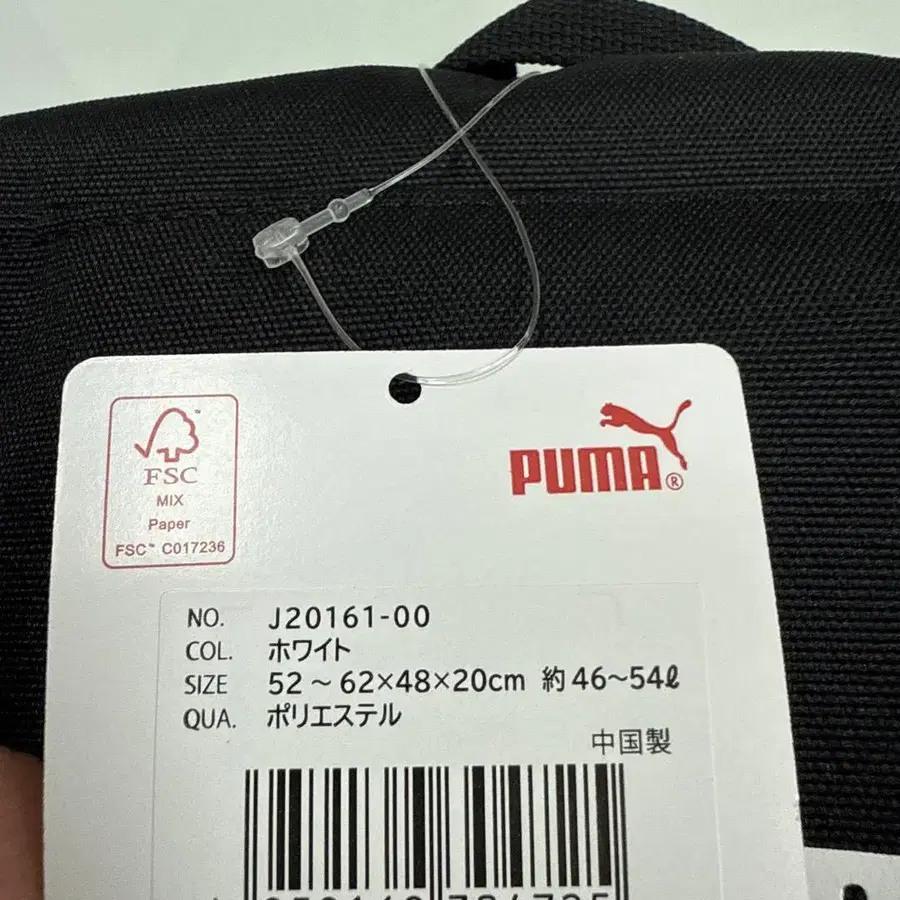 FSC
MIX
Paper
FSC™ C017236
PUMA®
NO. J20161-00
COL. ホワイト
SIZE 52～62×48×20cm 約46～54ℓ
QUA. ポリエステル
中国製